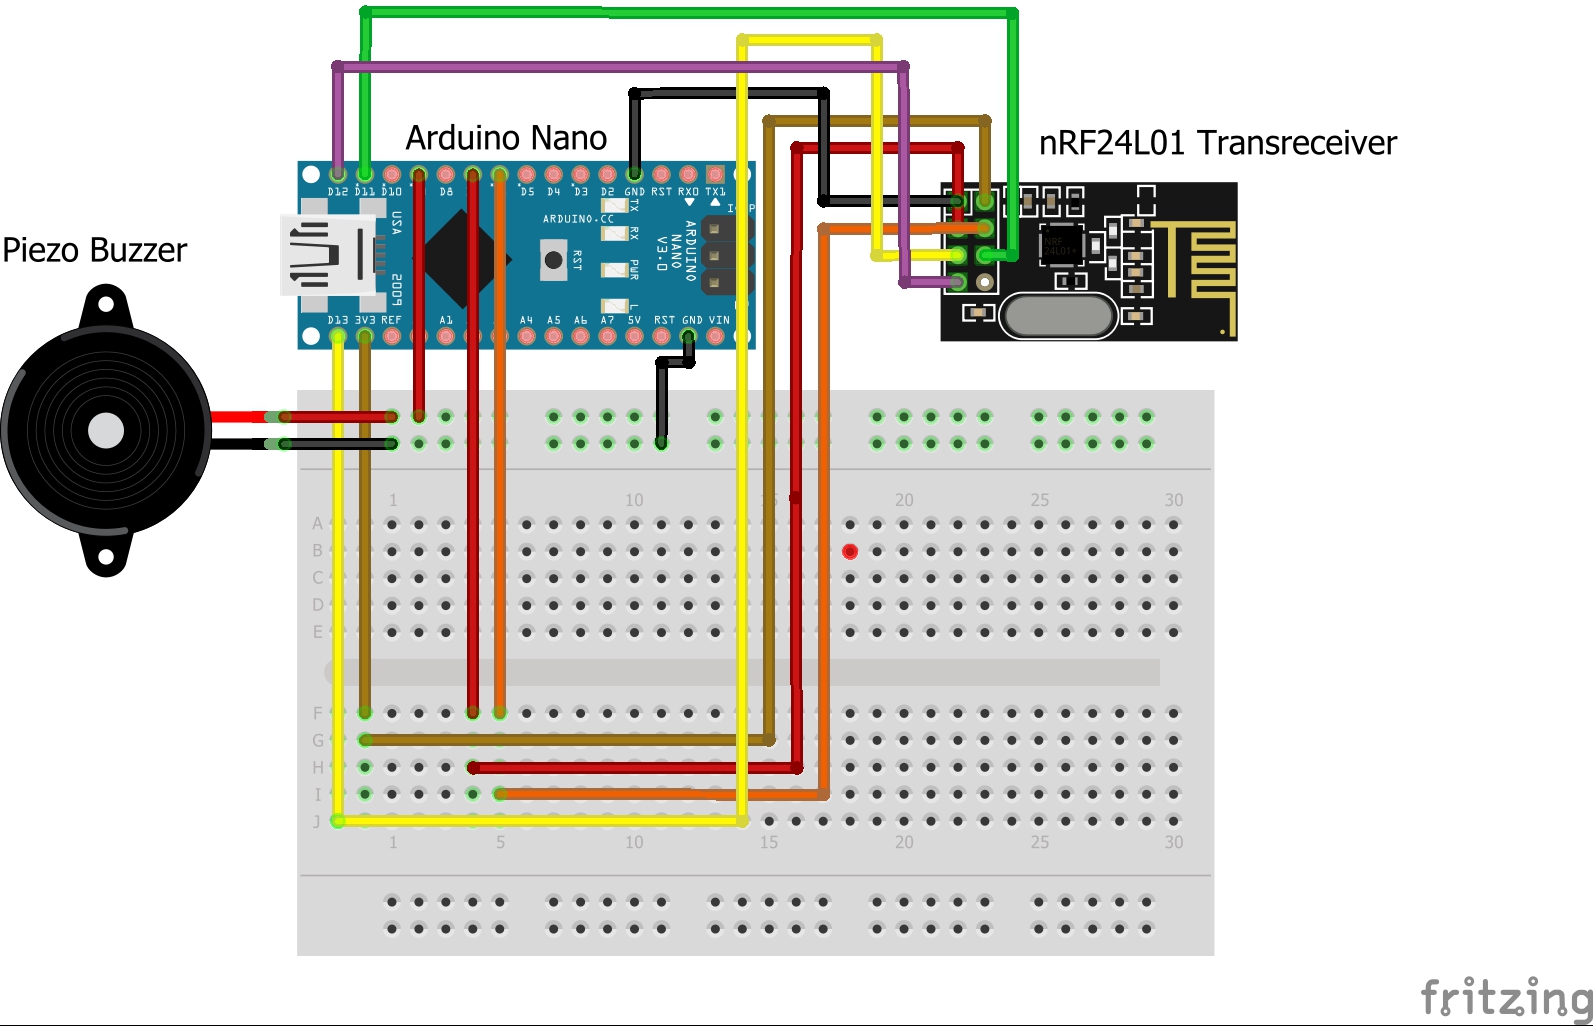 Arduino Nano
nRF24L01 Transreceiver
Piezo Buzzer
D12 D11 D10 D8 D5 D4 D3 D2 GND RST RX0 TX1
TX
RX
PWR
L
ARDUINO.CC
RST
ARDUINO
NANO
V3.0
USA
2009
NRF
24L01+
D13 3V3 REF A1 A4 A5 A6 A7 5V RST GND VIN
1 10 20 25 30
A
B
C
D
E
F
G
H
I
J
1 5 10 15 20 25 30
fritzing